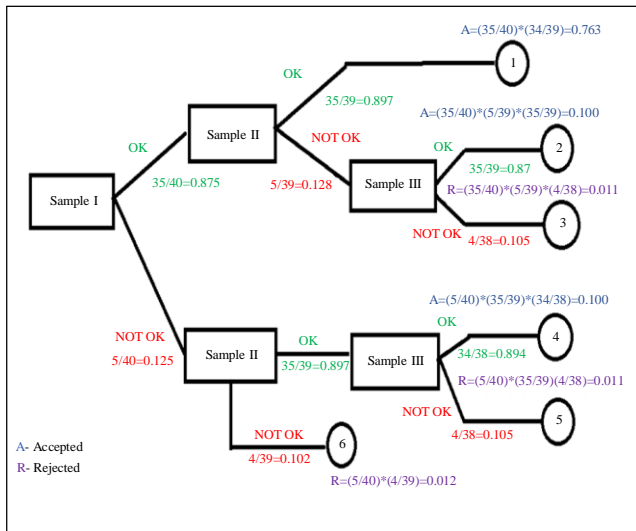 A=(35/40)*(34/39)=0.763
1
OK
35/39=0.897
A=(35/40)*(5/39)*(35/39)=0.100
Sample II
NOT OK
OK
2
OK
35/40=0.875
5/39=0.128
Sample III
35/39=0.87
R=(35/40)*(5/39)*(4/38)=0.011
Sample I
3
NOT OK
4/38=0.105
A=(5/40)*(35/39)*(34/38)=0.100
NOT OK
5/40=0.125
Sample II
OK
35/39=0.897
Sample III
OK
4
34/38=0.894
R=(5/40)*(35/39)(4/38)=0.011
NOT OK
5
4/38=0.105
NOT OK
6
4/39=0.102
R=(5/40)*(4/39)=0.012
A- Accepted
R- Rejected